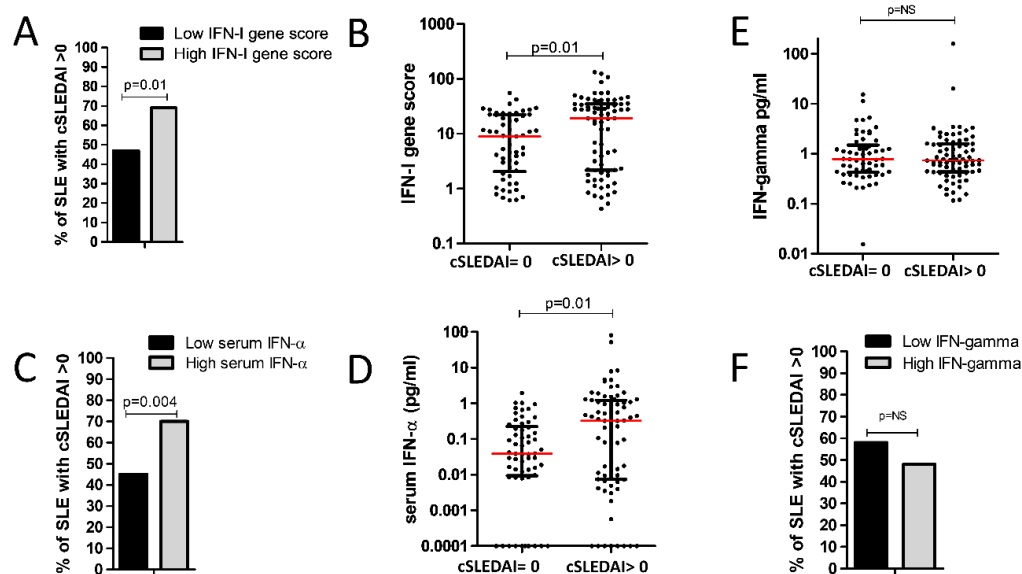 A
Low IFN-I gene score
High IFN-I gene score
% of SLE with cSLEDAI >0
100
90
80
70
60
50
40
30
20
10
0
p=0.01
B
IFN-I gene score
1000
100
10
1
0.1
p=0.01
cSLEDAI= 0
cSLEDAI> 0
E
p=NS
IFN-gamma pg/ml
100
10
1
0.1
0.01
cSLEDAI= 0
cSLEDAI> 0
C
Low serum IFN-α
High serum IFN-α
% of SLE with cSLEDAI >0
100
90
80
70
60
50
40
30
20
10
0
p=0.004
D
p=0.01
serum IFN-α (pg/ml)
100
10
1
0.1
0.01
0.001
0.0001
cSLEDAI= 0
cSLEDAI> 0
F
Low IFN-gamma
High IFN-gamma
% of SLE with cSLEDAI >0
100
90
80
70
60
50
40
30
20
10
0
p=NS